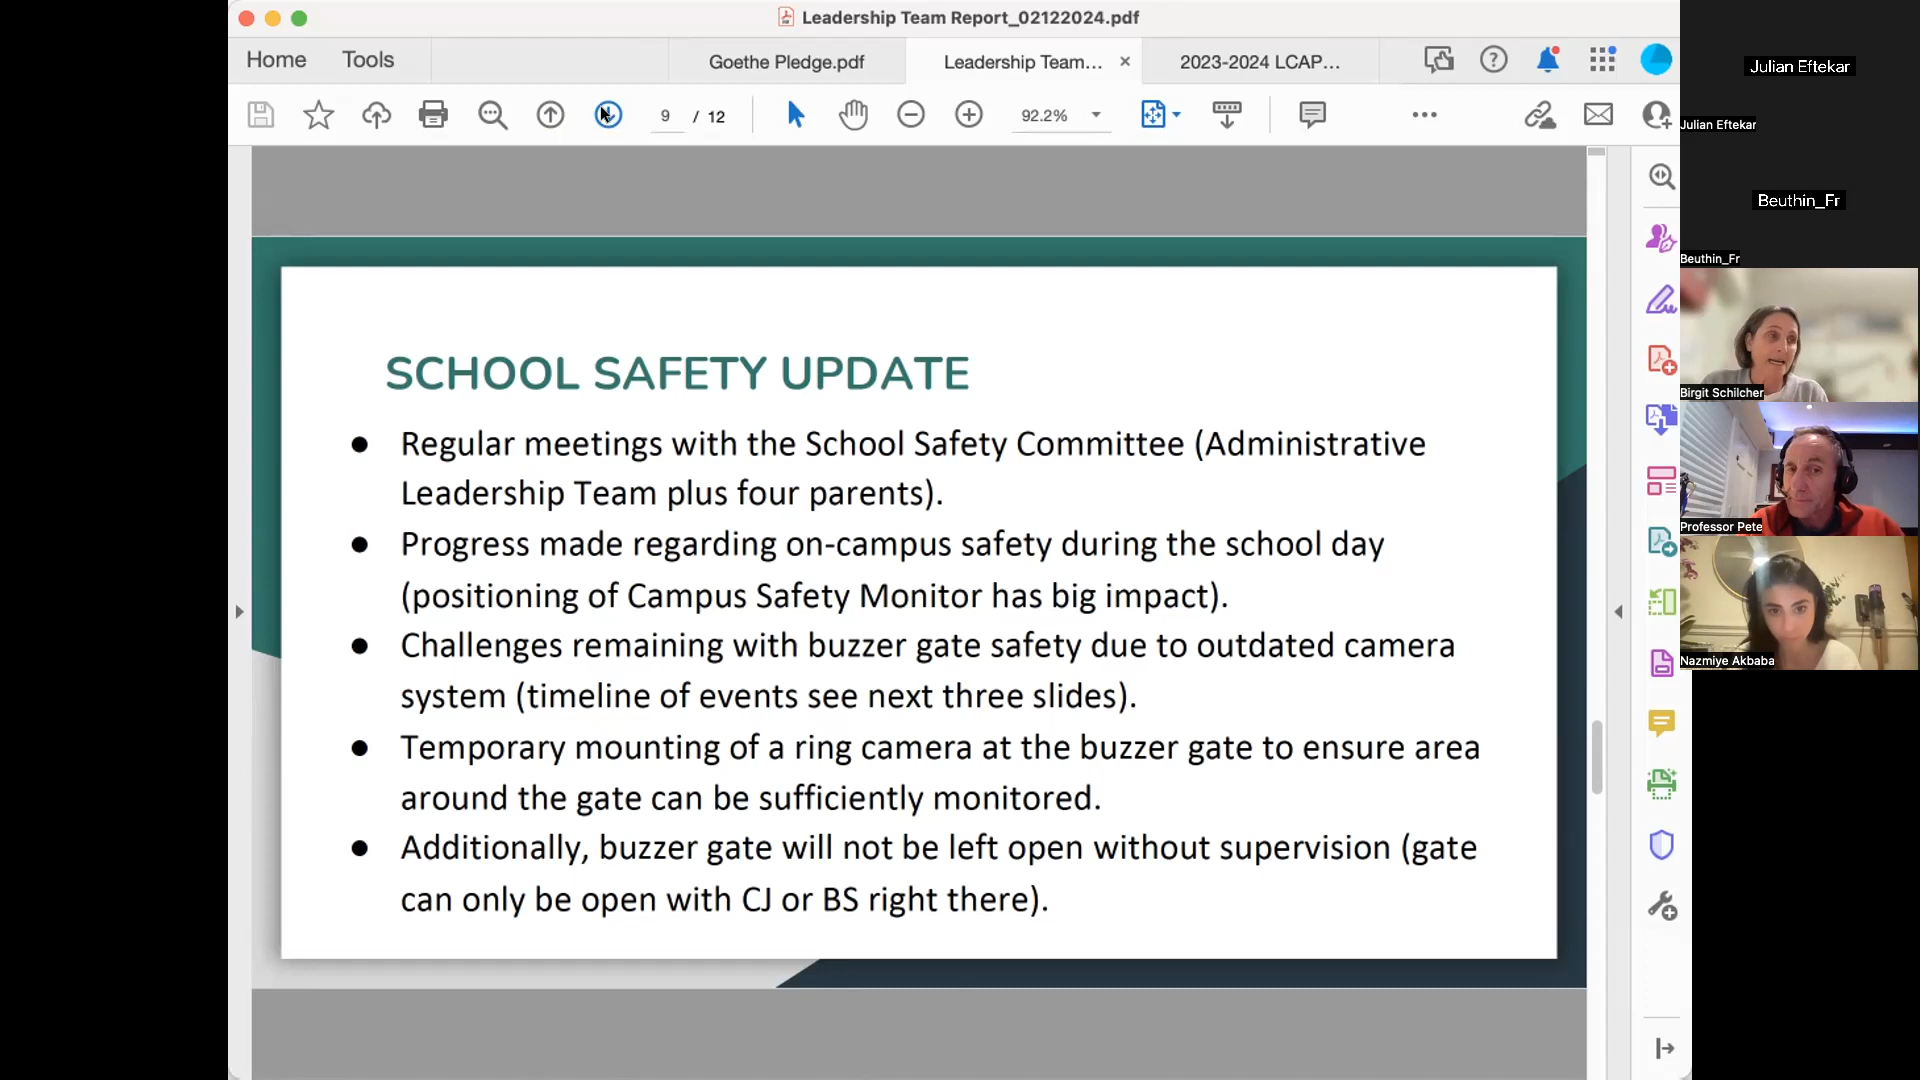 Leadership Team Report_02122024.pdf
Home
Tools
Goethe Pledge.pdf
Leadership Team...
2023-2024 LCAP...
9 / 12
92.2%
SCHOOL SAFETY UPDATE
● Regular meetings with the School Safety Committee (Administrative
Leadership Team plus four parents).
● Progress made regarding on-campus safety during the school day
(positioning of Campus Safety Monitor has big impact).
● Challenges remaining with buzzer gate safety due to outdated camera
system (timeline of events see next three slides).
● Temporary mounting of a ring camera at the buzzer gate to ensure area
around the gate can be sufficiently monitored.
● Additionally, buzzer gate will not be left open without supervision (gate
can only be open with CJ or BS right there).
Julian Eftekar
Julian Eftekar
Beuthin_Fr
Beuthin_Fr
Birgit Schilcher
Professor Pete
Nazmiye Akbaba